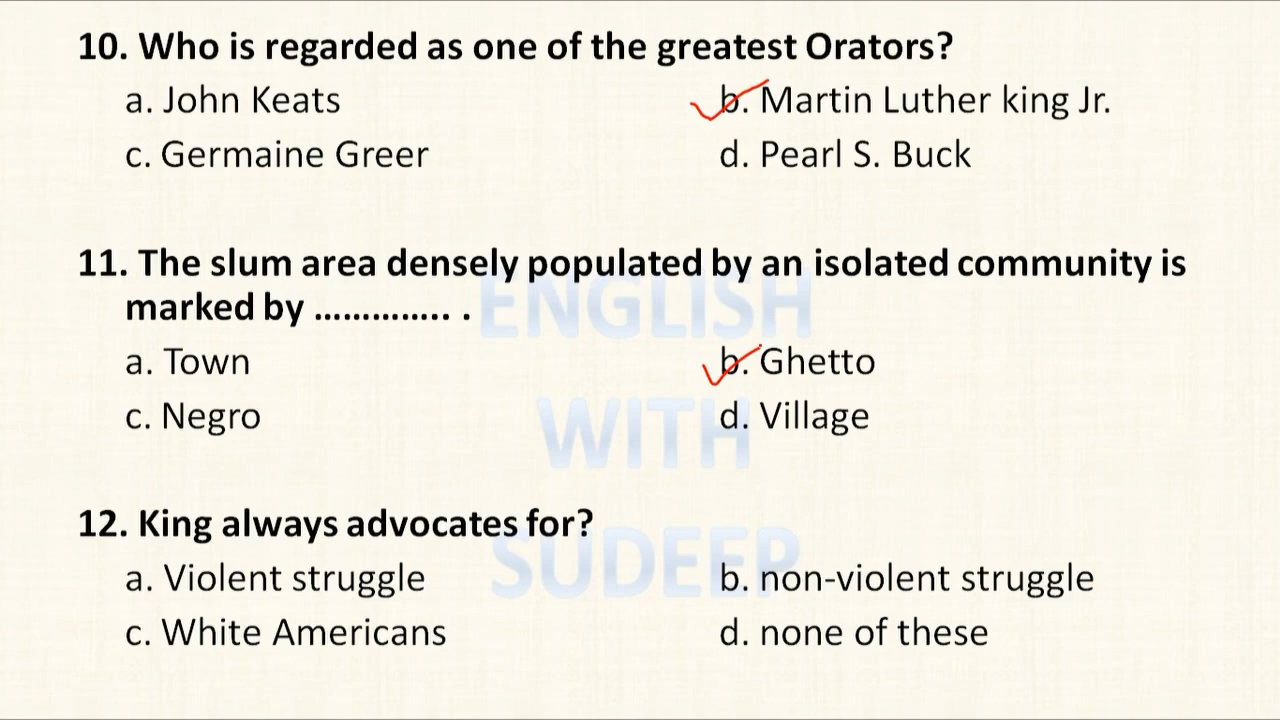 10. Who is regarded as one of the greatest Orators?
a. John Keats b. Martin Luther king Jr.
c. Germaine Greer d. Pearl S. Buck
11. The slum area densely populated by an isolated community is
marked by ………….. .
a. Town b. Ghetto
c. Negro d. Village
12. King always advocates for?
a. Violent struggle b. non-violent struggle
c. White Americans d. none of these
ENGLISH
WITH
SUDEEP